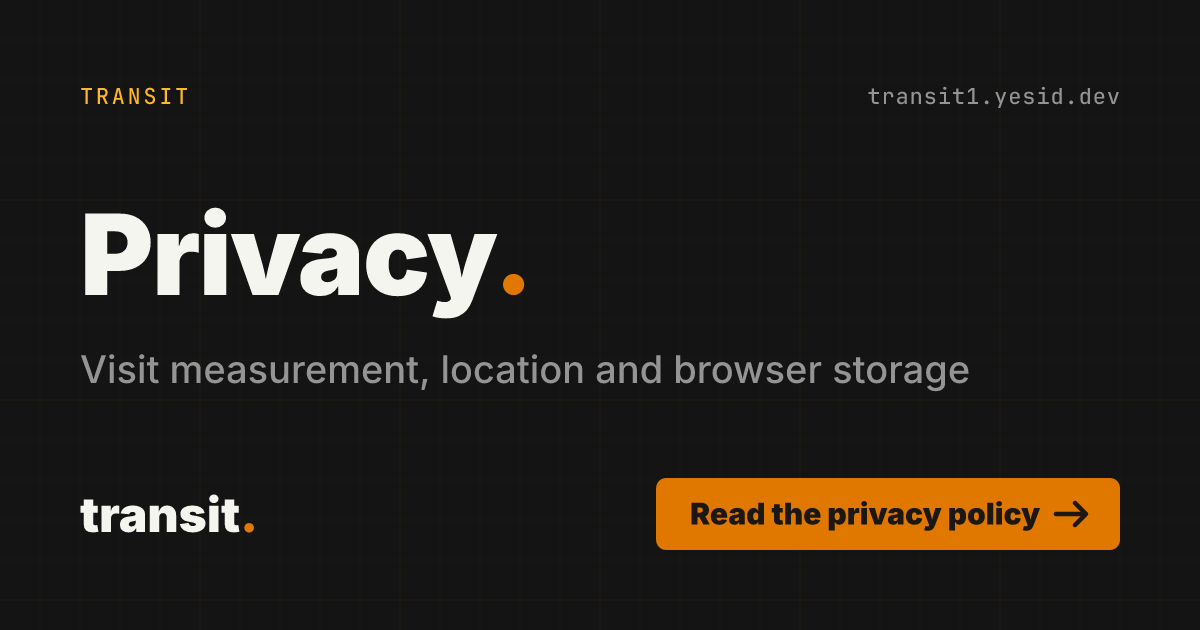 TRANSIT
transit1.yesid.dev
Privacy.
Visit measurement, location and browser storage
transit.
Read the privacy policy →